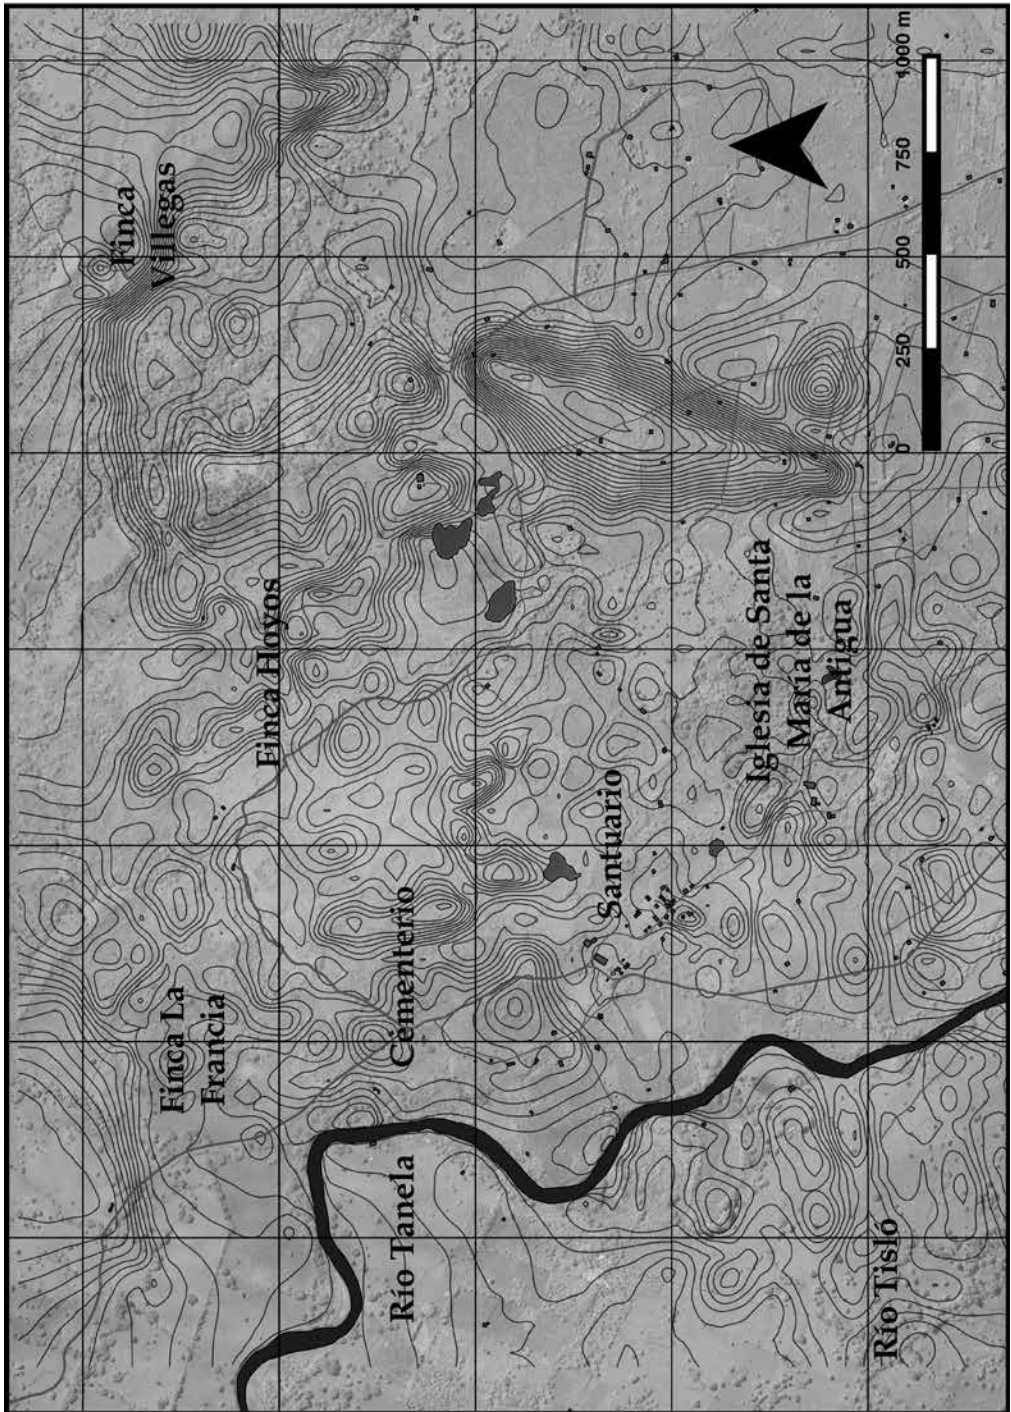 Finca
Villegas
Finca La
Francia
Finca Hoyos
Río Tanela
Cementerio
Santuario
Iglesia de Santa
María de la
Antigua
Río Tisló
0 250 500 750 1000 m